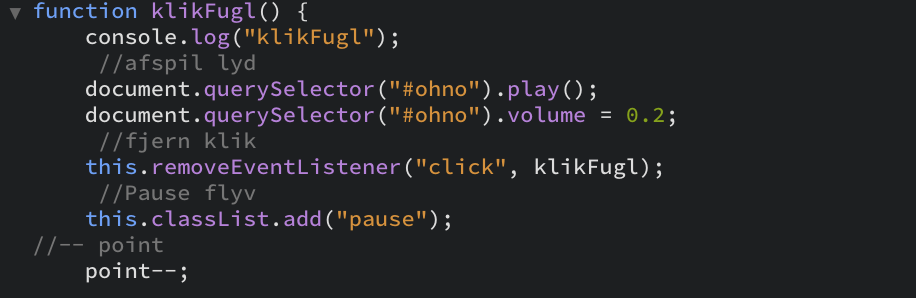 function klikFugl() {
console.log("klikFugl");
//afspil lyd
document.querySelector("#ohno").play();
document.querySelector("#ohno").volume = 0.2;
//fjern klik
this.removeEventListener("click", klikFugl);
//Pause flyv
this.classList.add("pause");
//-- point
point--;